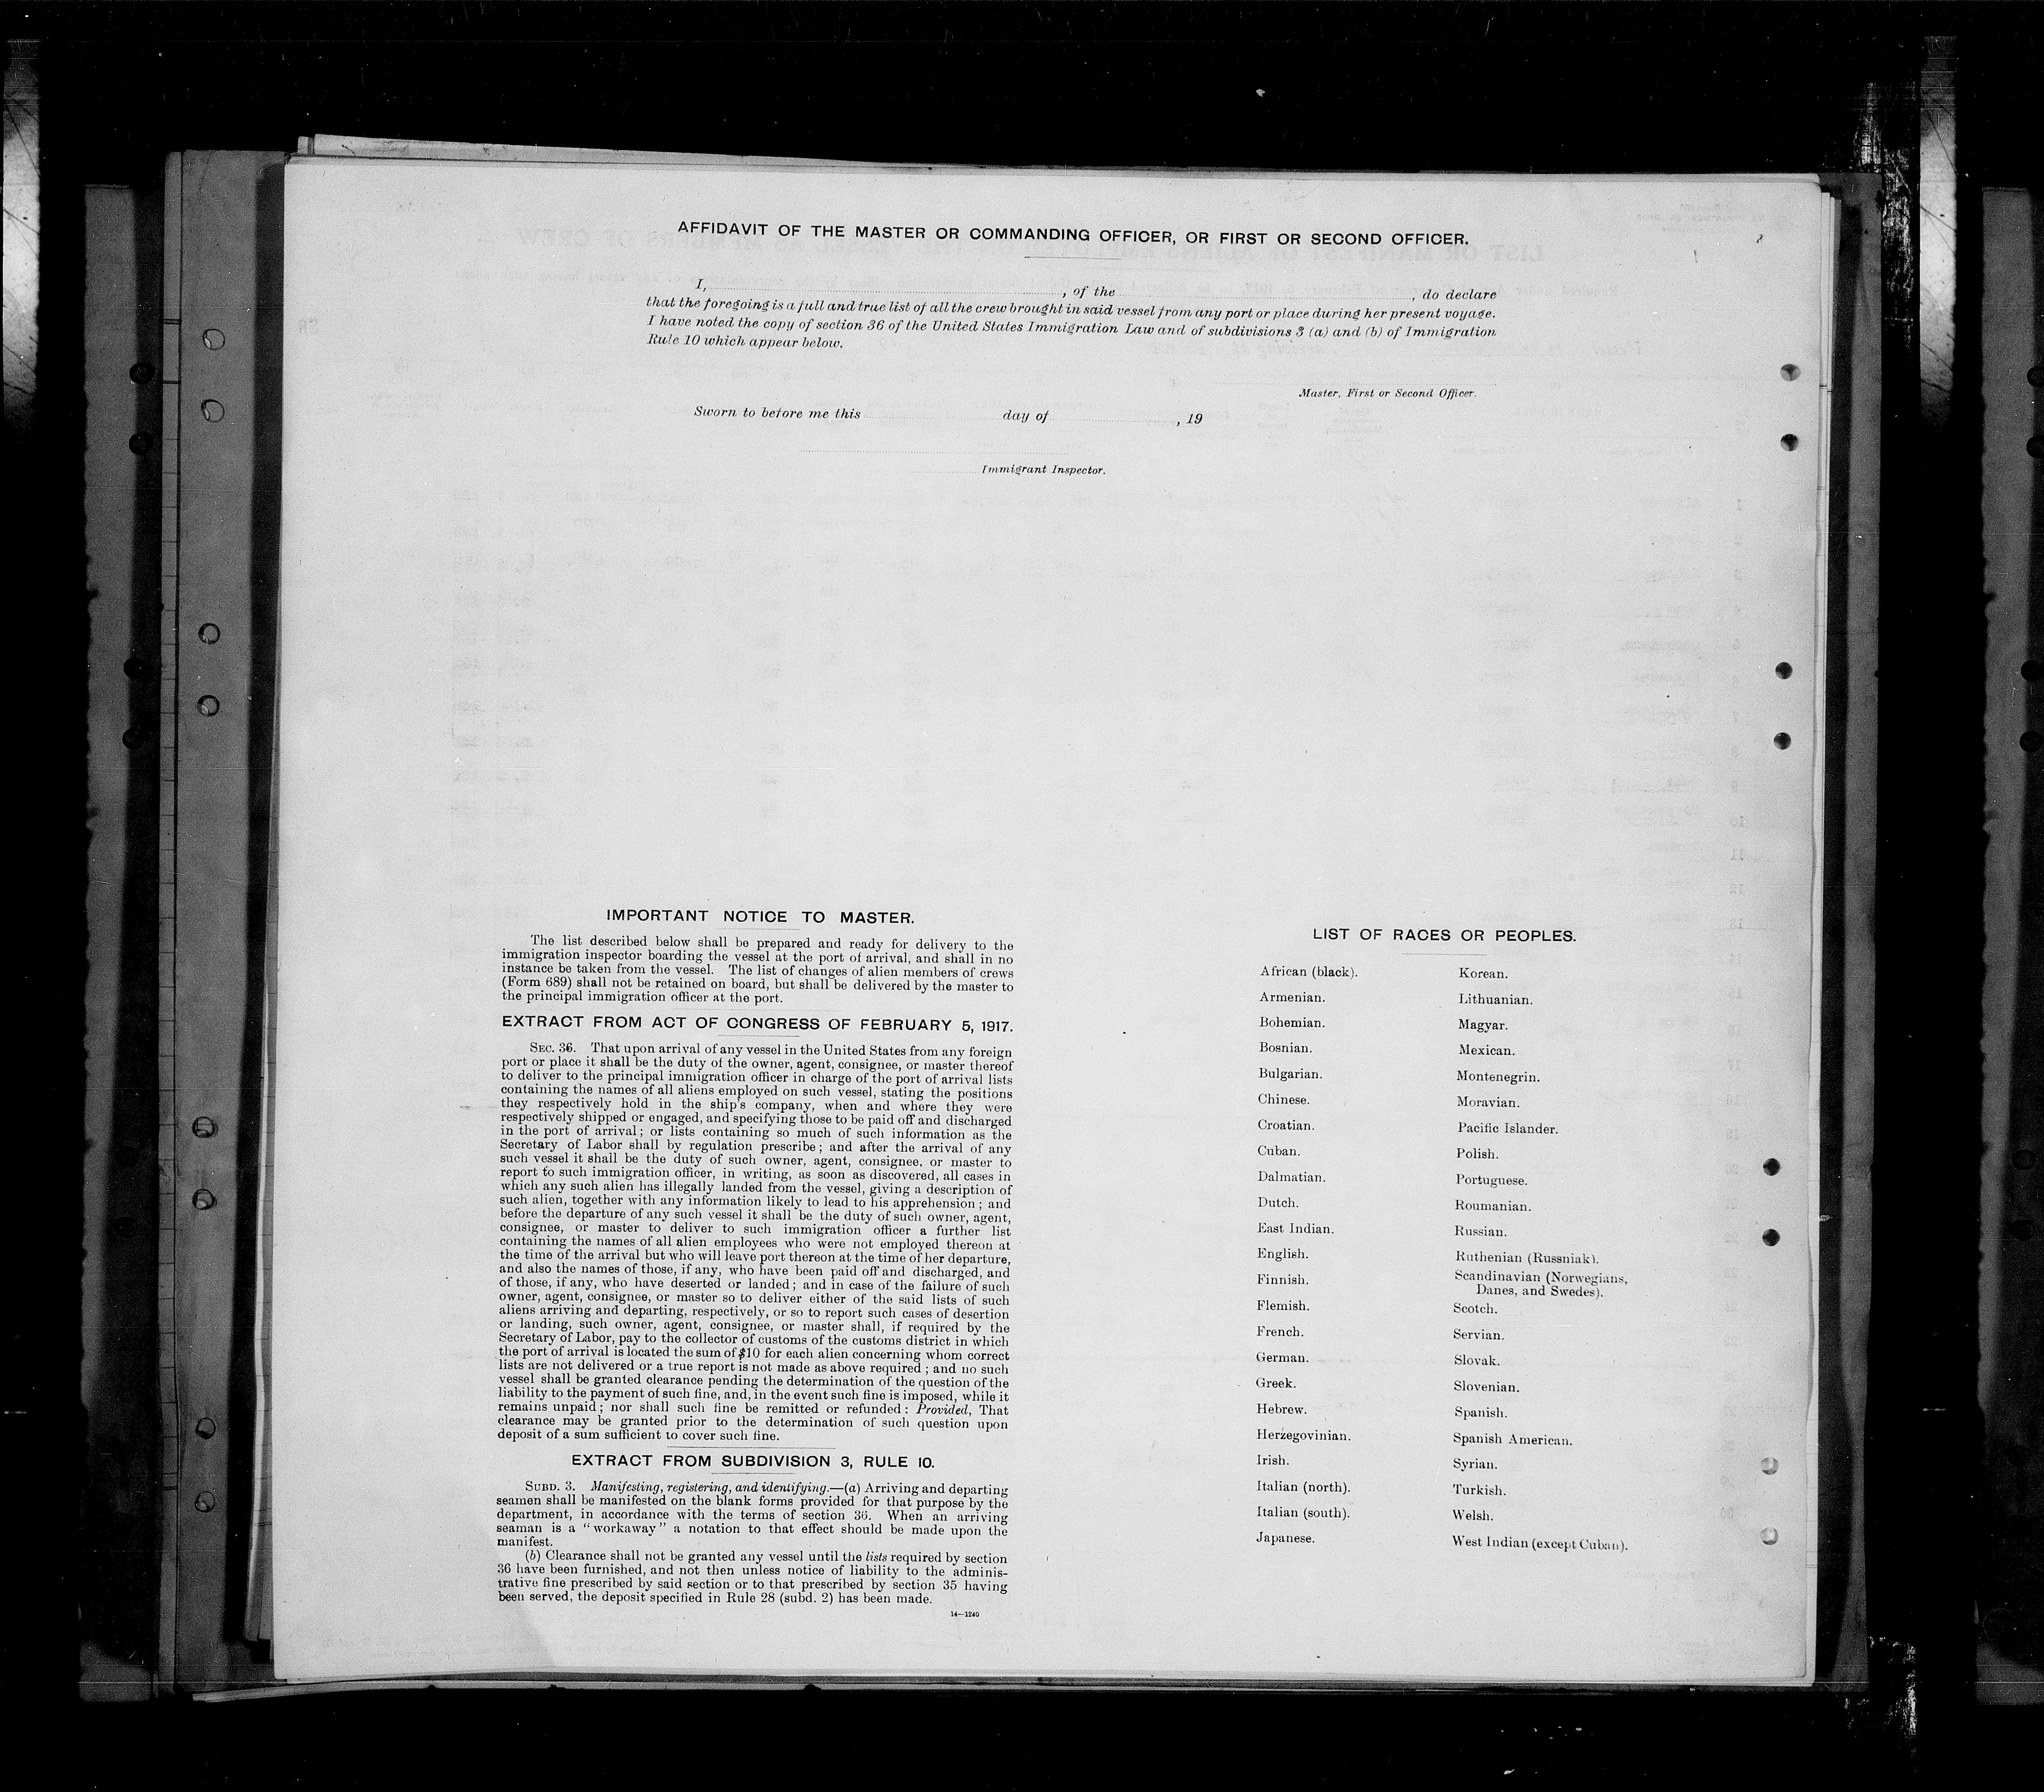 AFFIDAVIT OF THE MASTER OR COMMANDING OFFICER, OR FIRST OR SECOND OFFICER.
I, , of the , do declare
that the foregoing is a full and true list of all the crew brought in said vessel from any port or place during her present voyage.
I have noted the copy of section 36 of the United States Immigration Law and of subdivisions 3 (a) and (b) of Immigration
Rule 10 which appear below.
Master, First or Second Officer.
Sworn to before me this day of , 19
Immigrant Inspector.
IMPORTANT NOTICE TO MASTER.
The list described below shall be prepared and ready for delivery to the
immigration inspector boarding the vessel at the port of arrival, and shall in no
instance be taken from the vessel. The list of changes of alien members of crews
(Form 689) shall not be retained on board, but shall be delivered by the master to
the principal immigration officer at the port.
EXTRACT FROM ACT OF CONGRESS OF FEBRUARY 5, 1917.
SEC. 36. That upon arrival of any vessel in the United States from any foreign
port or place it shall be the duty of the owner, agent, consignee, or master thereof
to deliver to the principal immigration officer in charge of the port of arrival lists
containing the names of all aliens employed on such vessel, stating the positions
they respectively hold in the ship's company, when and where they were
respectively shipped or engaged, and specifying those to be paid off and discharged
in the port of arrival; or lists containing so much of such information as the
Secretary of Labor shall by regulation prescribe; and after the arrival of any
such vessel it shall be the duty of such owner, agent, consignee, or master to
report to such immigration officer, in writing, as soon as discovered, all cases in
which any such alien has illegally landed from the vessel, giving a description of
such alien, together with any information likely to lead to his apprehension; and
before the departure of any such vessel it shall be the duty of such owner, agent,
consignee, or master to deliver to such immigration officer a further list
containing the names of all alien employees who were not employed thereon at
the time of the arrival but who will leave port thereon at the time of her departure,
and also the names of those, if any, who have been paid off and discharged, and
of those, if any, who have deserted or landed; and in case of the failure of such
owner, agent, consignee, or master so to deliver either of the said lists of such
aliens arriving and departing, respectively, or so to report such cases of desertion
or landing, such owner, agent, consignee, or master shall, if required by the
Secretary of Labor, pay to the collector of customs of the customs district in which
the port of arrival is located the sum of $10 for each alien concerning whom correct
lists are not delivered or a true report is not made as above required; and no such
vessel shall be granted clearance pending the determination of the question of the
liability to the payment of such fine, and, in the event such fine is imposed, while it
remains unpaid; nor shall such fine be remitted or refunded: Provided, That
clearance may be granted prior to the determination of such question upon
deposit of a sum sufficient to cover such fine.
EXTRACT FROM SUBDIVISION 3, RULE 10.
SUBD. 3. Manifesting, registering, and identifying.—(a) Arriving and departing
seamen shall be manifested on the blank forms provided for that purpose by the
department, in accordance with the terms of section 36. When an arriving
seaman is a "workaway" a notation to that effect should be made upon the
manifest.
(b) Clearance shall not be granted any vessel until the lists required by section
36 have been furnished, and not then unless notice of liability to the adminis-
trative fine prescribed by said section or to that prescribed by section 35 having
been served, the deposit specified in Rule 28 (subd. 2) has been made.
14—1240
LIST OF RACES OR PEOPLES.
African (black).
Armenian.
Bohemian.
Bosnian.
Bulgarian.
Chinese.
Croatian.
Cuban.
Dalmatian.
Dutch.
East Indian.
English.
Finnish.
Flemish.
French.
German.
Greek.
Hebrew.
Herzegovinian.
Irish.
Italian (north).
Italian (south).
Japanese.
Korean.
Lithuanian.
Magyar.
Mexican.
Montenegrin.
Moravian.
Pacific Islander.
Polish.
Portuguese.
Roumanian.
Russian.
Ruthenian (Russniak).
Scandinavian (Norwegians,
Danes, and Swedes).
Scotch.
Servian.
Slovak.
Slovenian.
Spanish.
Spanish American.
Syrian.
Turkish.
Welsh.
West Indian (except Cuban).